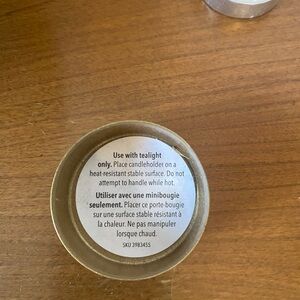 Use with tealight
only. Place candleholder on a
heat-resistant stable surface. Do not
attempt to handle while hot.
Utiliser avec une minibougie
seulement. Placer ce porte-bougie
sur une surface stable résistant à
la chaleur. Ne pas manipuler
lorsque chaud.
SKU 3983455